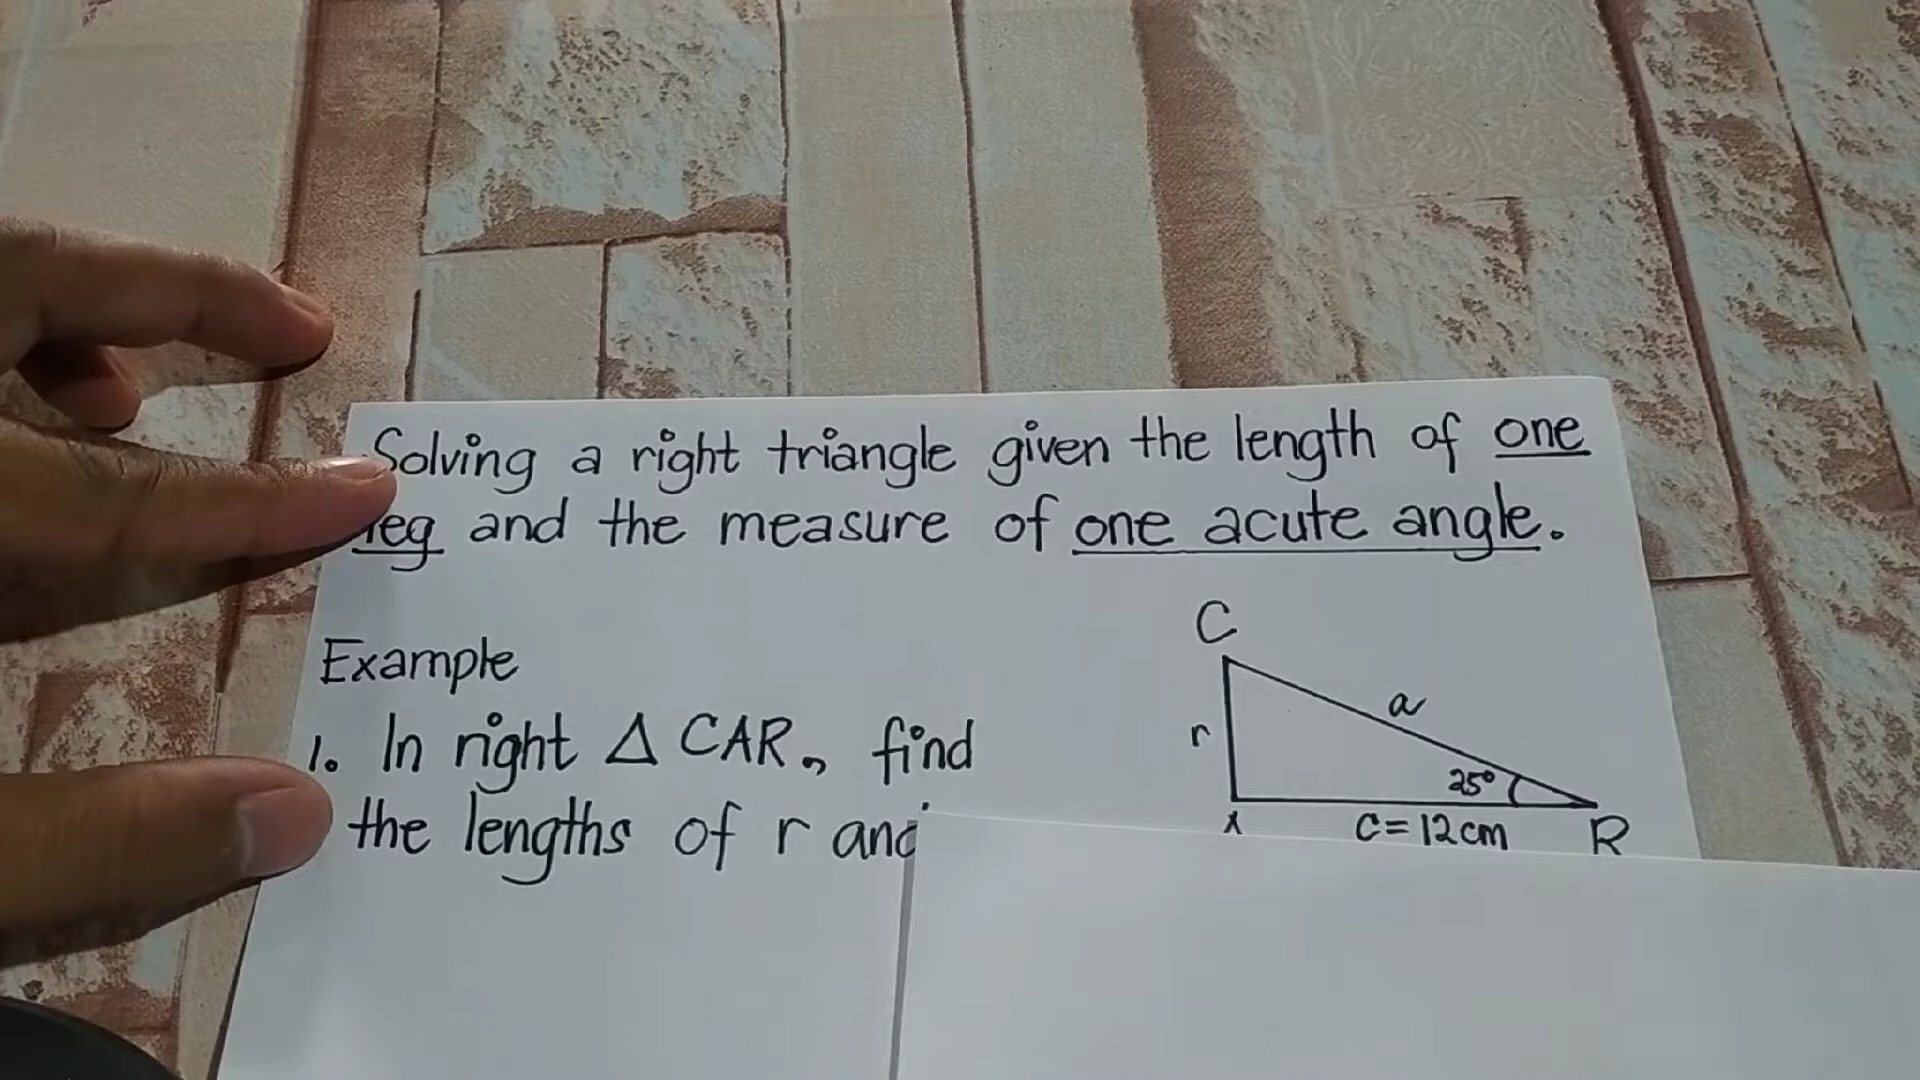 Solving a right triangle given the length of one
leg and the measure of one acute angle.
Example
1. In right △ CAR, find
the lengths of r and
C
a
r
25°
C = 12 cm
R